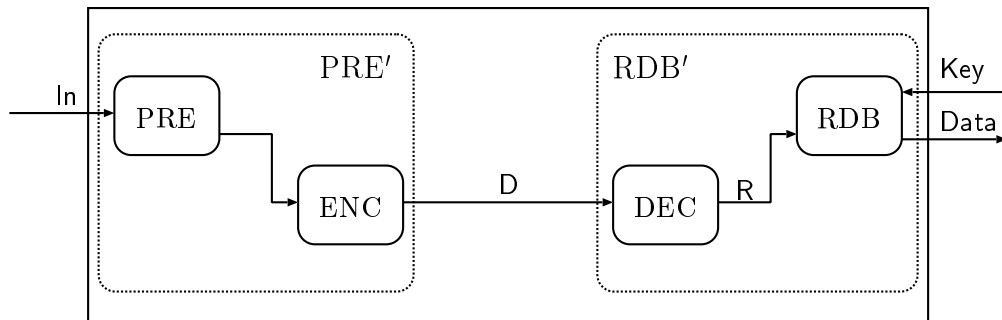 PRE′
RDB′
In
PRE
RDB
Key
Data
ENC
D
DEC
R